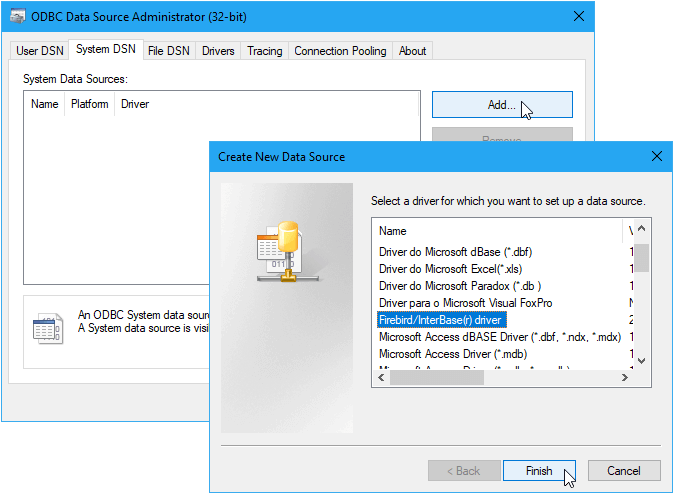 ODBC Data Source Administrator (32-bit)
User DSN System DSN File DSN Drivers Tracing Connection Pooling About
System Data Sources:
Name Platform Driver
Add...
An ODBC System data sour
A System data source is visi
Create New Data Source
Select a driver for which you want to set up a data source.
Name
Driver do Microsoft dBase (*.dbf) 1
Driver do Microsoft Excel(*.xls) 1
Driver do Microsoft Paradox (*.db ) 1
Driver para o Microsoft Visual FoxPro N
Firebird/InterBase(r) driver 2
Microsoft Access dBASE Driver (*.dbf, *.ndx, *.mdx) 1
Microsoft Access Driver (*.mdb) 1
< Back Finish Cancel